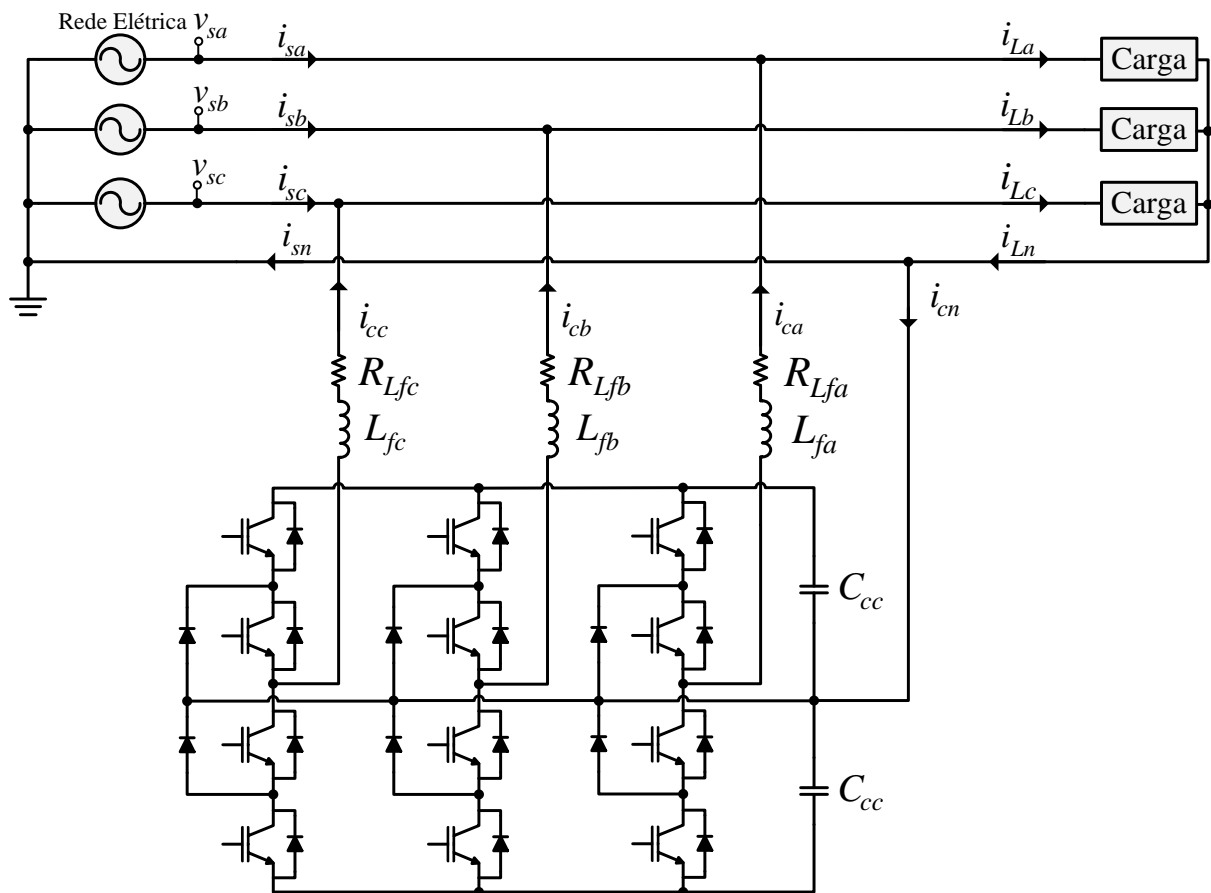 Rede Elétrica
v_sa
i_sa
i_La
Carga
v_sb
i_sb
i_Lb
Carga
v_sc
i_sc
i_Lc
Carga
i_sn
i_Ln
i_cc
i_cb
i_ca
i_cn
R_Lfc
R_Lfb
R_Lfa
L_fc
L_fb
L_fa
C_cc
C_cc